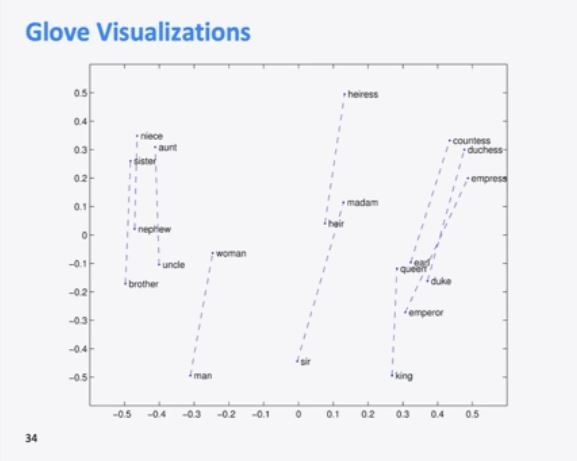 Glove Visualizations
0.5
0.4
0.3
0.2
0.1
0
−0.1
−0.2
−0.3
−0.4
−0.5
heiress
niece
countess
aunt
duchess
sister
empress
madam
heir
nephew
woman
earl
uncle
queen
duke
brother
emperor
sir
man
king
−0.5 −0.4 −0.3 −0.2 −0.1 0 0.1 0.2 0.3 0.4 0.5
34